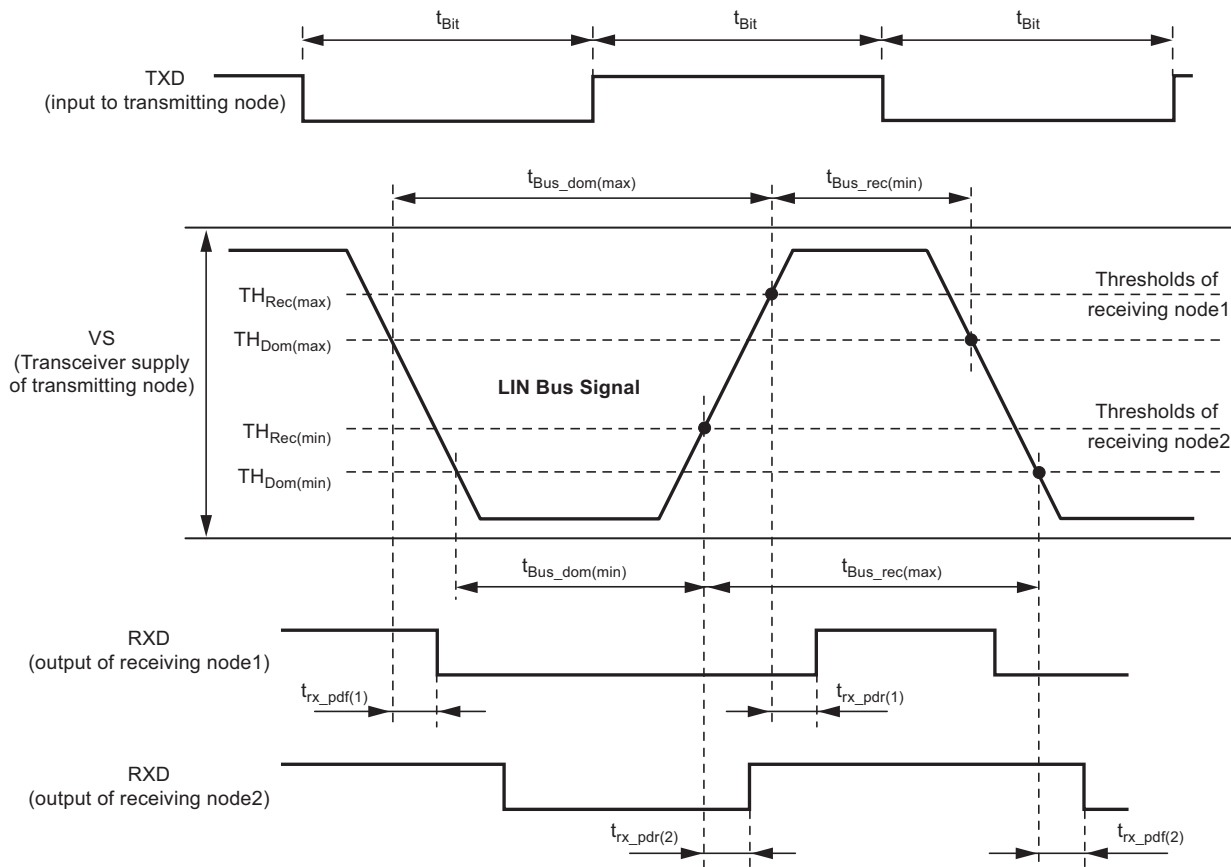 tBit
tBit
tBit
TXD
(input to transmitting node)
tBus_dom(max)
tBus_rec(min)
THRec(max)
Thresholds of
receiving node1
VS
(Transceiver supply
of transmitting node)
THDom(max)
LIN Bus Signal
THRec(min)
Thresholds of
receiving node2
THDom(min)
tBus_dom(min)
tBus_rec(max)
RXD
(output of receiving node1)
trx_pdf(1)
trx_pdr(1)
RXD
(output of receiving node2)
trx_pdr(2)
trx_pdf(2)